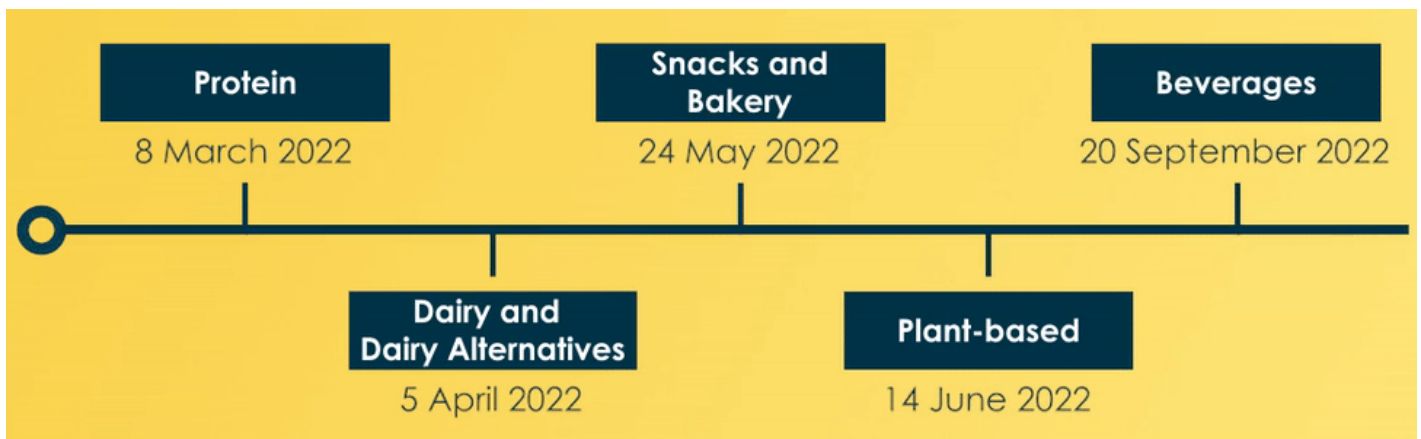 Protein
8 March 2022
Dairy and
Dairy Alternatives
5 April 2022
Snacks and
Bakery
24 May 2022
Plant-based
14 June 2022
Beverages
20 September 2022